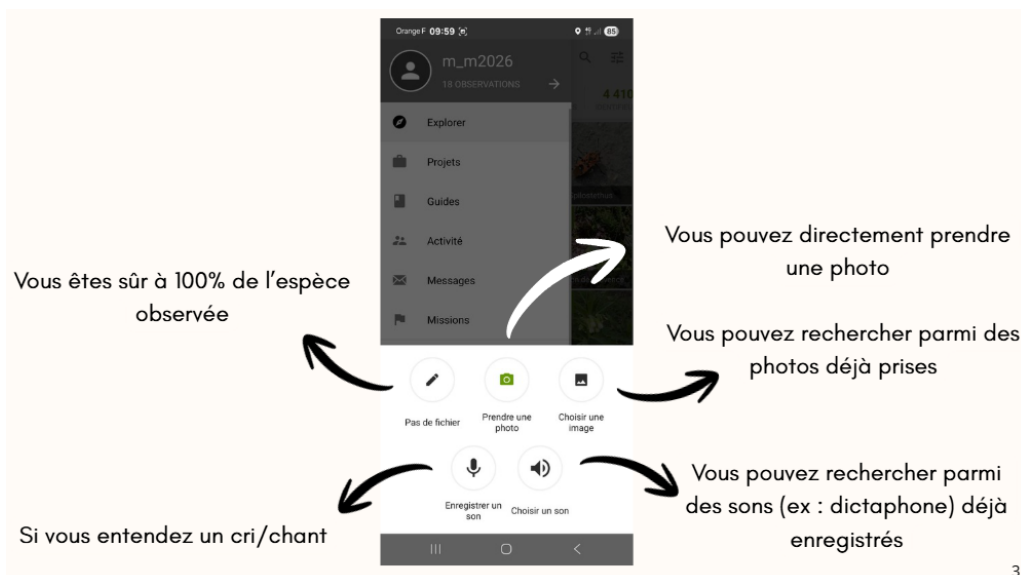 Orange F 09:59
85
m_m2026
18 OBSERVATIONS
4 410
Explorer
Projets
Guides
Activité
Messages
Missions
Vous pouvez directement prendre
une photo
Vous êtes sûr à 100% de l'espèce
observée
Vous pouvez rechercher parmi des
photos déjà prises
Pas de fichier
Prendre une
photo
Choisir une
image
Enregistrer un
son
Choisir un son
Vous pouvez rechercher parmi
des sons (ex : dictaphone) déjà
enregistrés
Si vous entendez un cri/chant
3